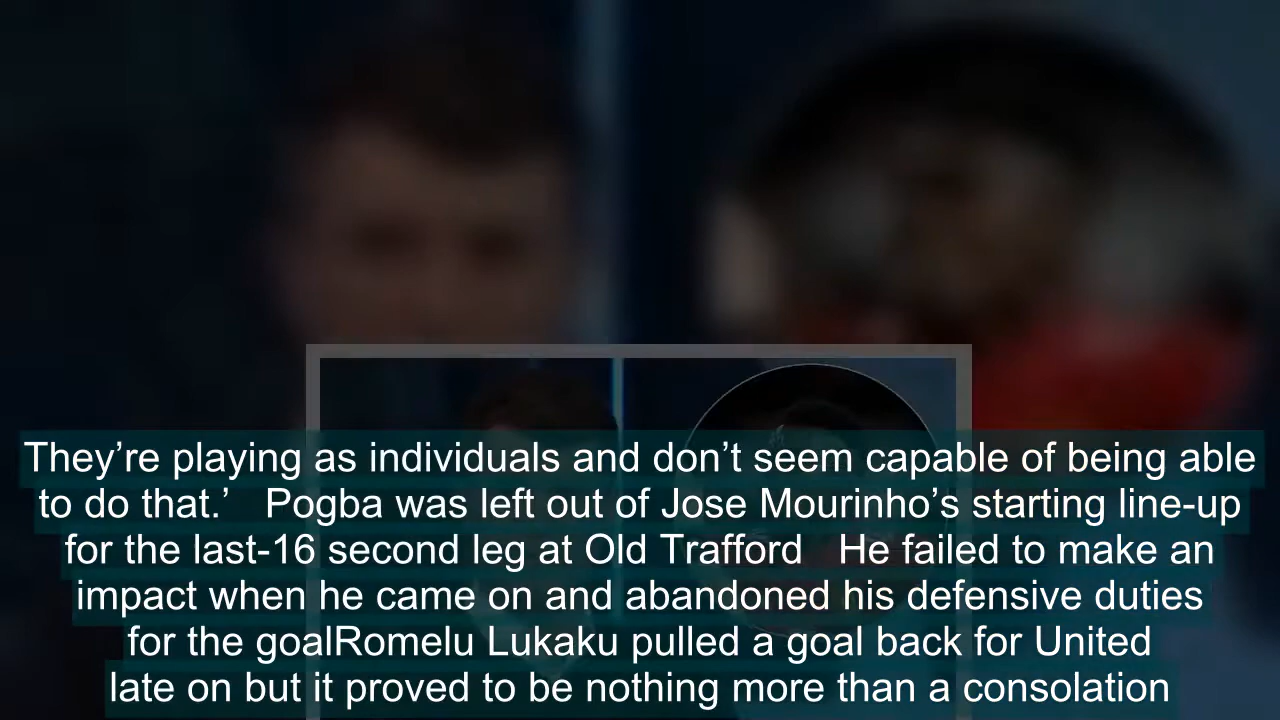 They’re playing as individuals and don’t seem capable of being able
to do that.’   Pogba was left out of Jose Mourinho’s starting line-up
for the last-16 second leg at Old Trafford   He failed to make an
impact when he came on and abandoned his defensive duties
for the goalRomelu Lukaku pulled a goal back for United
late on but it proved to be nothing more than a consolation